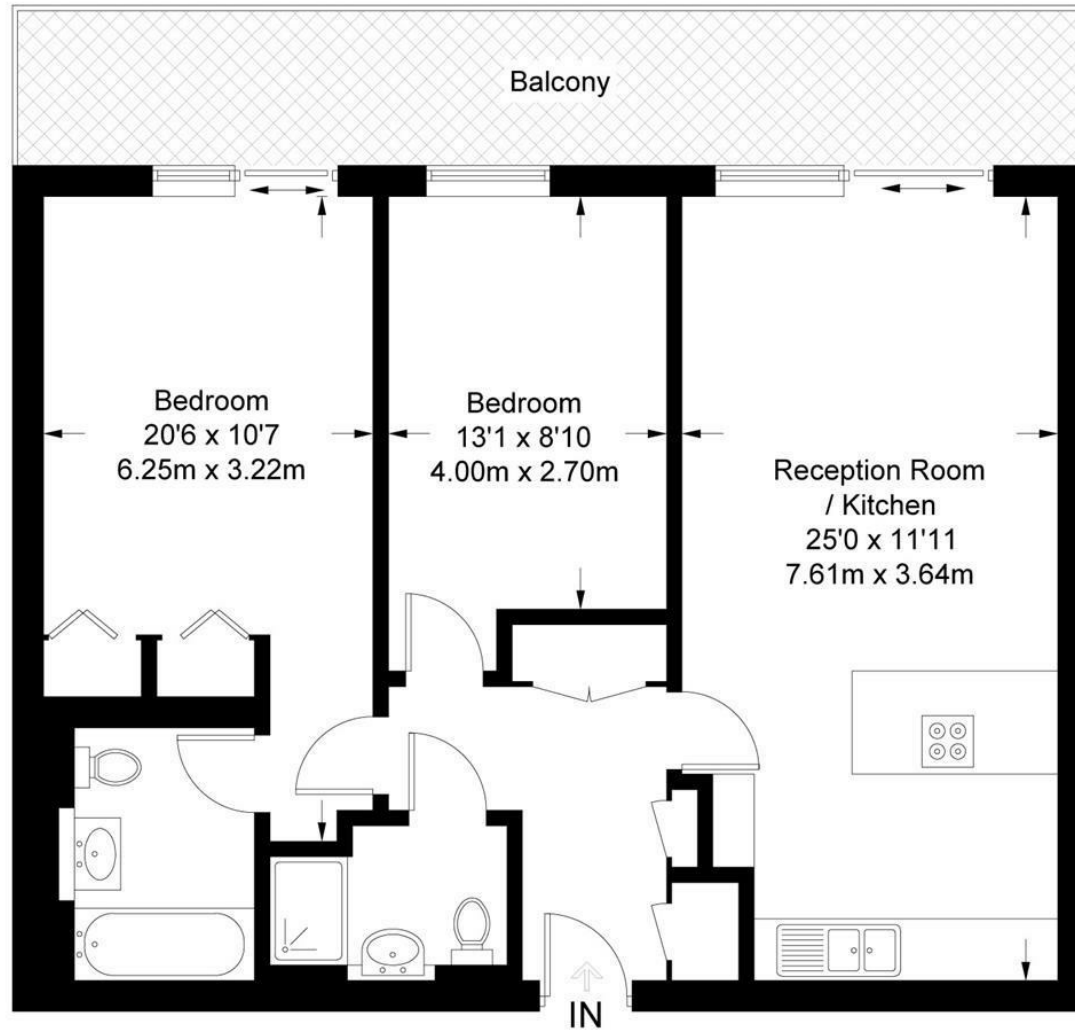 Balcony
Bedroom
20'6 x 10'7
6.25m x 3.22m
Bedroom
13'1 x 8'10
4.00m x 2.70m
Reception Room
/ Kitchen
25'0 x 11'11
7.61m x 3.64m
IN